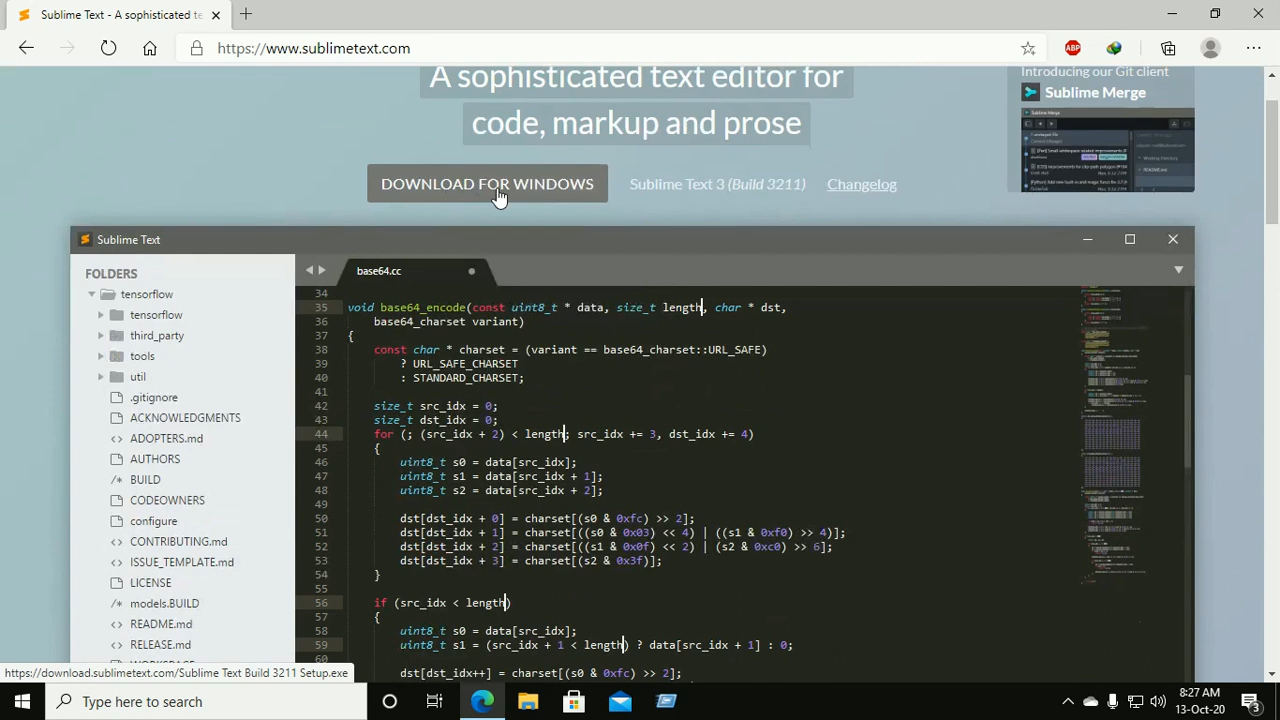 Sublime Text - A sophisticated te
https://www.sublimetext.com
ABP
A sophisticated text editor for
code, markup and prose
Introducing our Git client
Sublime Merge
DOWNLOAD FOR WINDOWS
Sublime Text 3 (Build 3211)
Changelog
Sublime Text
FOLDERS
tensorflow
tensorflow
third_party
tools
util
.gitignore
ACKNOWLEDGMENTS
ADOPTERS.md
AUTHORS
BUILD
CODEOWNERS
configure
CONTRIBUTING.md
ISSUE_TEMPLATE.md
LICENSE
models.BUILD
README.md
RELEASE.md
base64.cc
34
35 void base64_encode(const uint8_t * data, size_t length, char * dst,
36 base64_charset variant)
37 {
38 const char * charset = (variant == base64_charset::URL_SAFE)
39 ? URL_SAFE_CHARSET
40 : STANDARD_CHARSET;
41
42 size_t src_idx = 0;
43 size_t dst_idx = 0;
44 for (; (src_idx + 2) < length; src_idx += 3, dst_idx += 4)
45 {
46 uint8_t s0 = data[src_idx];
47 uint8_t s1 = data[src_idx + 1];
48 uint8_t s2 = data[src_idx + 2];
49
50 dst[dst_idx + 0] = charset[(s0 & 0xfc) >> 2];
51 dst[dst_idx + 1] = charset[((s0 & 0x03) << 4) | ((s1 & 0xf0) >> 4)];
52 dst[dst_idx + 2] = charset[((s1 & 0x0f) << 2) | (s2 & 0xc0) >> 6];
53 dst[dst_idx + 3] = charset[(s2 & 0x3f)];
54 }
55
56 if (src_idx < length)
57 {
58 uint8_t s0 = data[src_idx];
59 uint8_t s1 = (src_idx + 1 < length) ? data[src_idx + 1] : 0;
60
dst[dst_idx++] = charset[(s0 & 0xfc) >> 2];
https://download.sublimetext.com/Sublime Text Build 3211 Setup.exe
Type here to search
8:27 AM
13-Oct-20
3